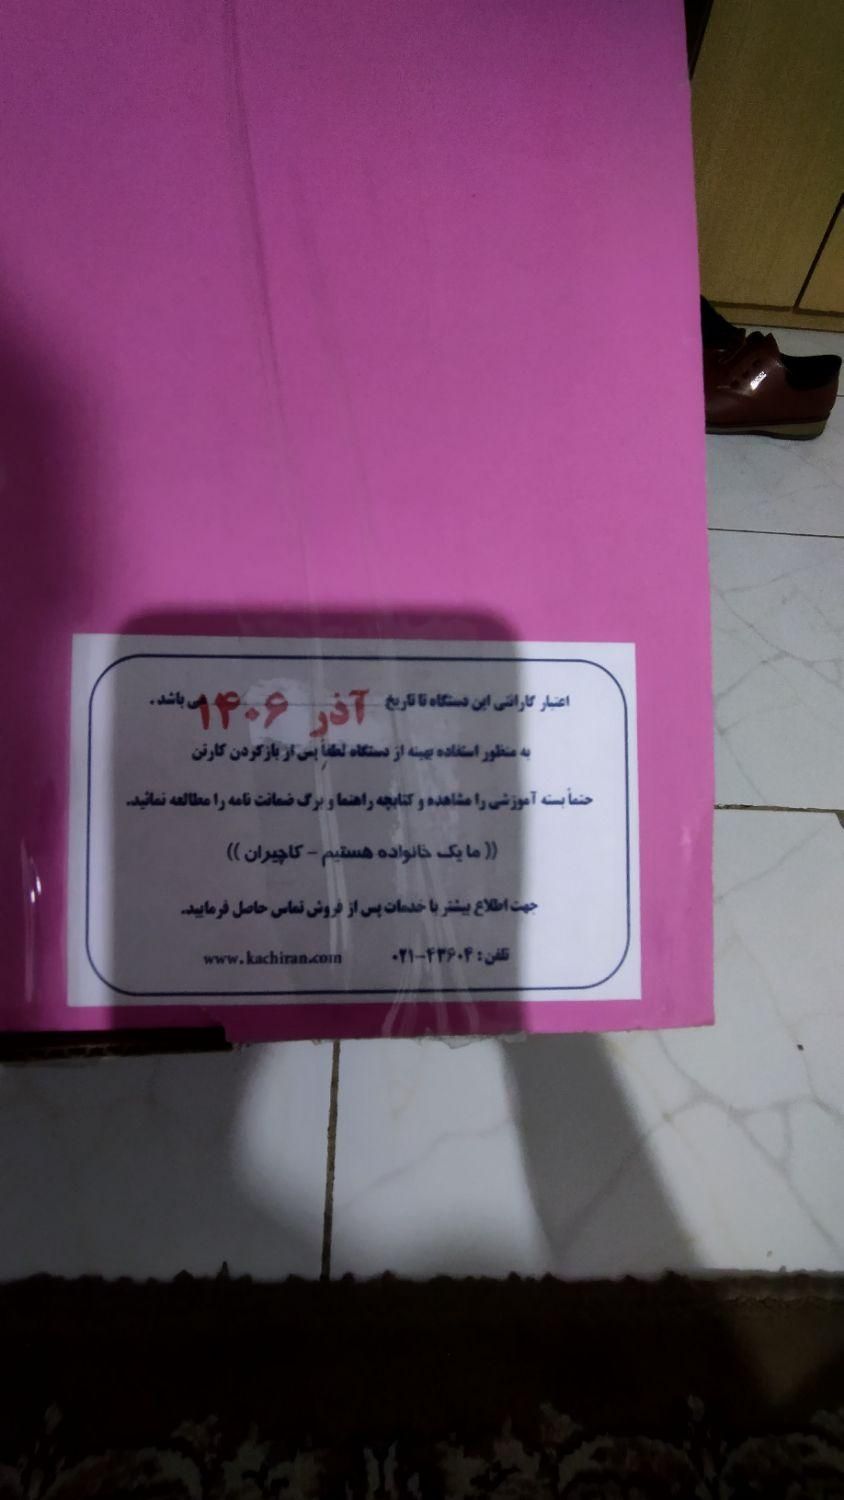 اعتبار گارانتی این دستگاه تا تاریخ آذر ۱۴۰۶ می باشد .
به منظور استفاده بهینه از دستگاه لطفاً پس از بازکردن کارتن
حتماً بسته آموزشی را مشاهده و کتابچه راهنما و برگ ضمانت نامه را مطالعه نمائید.
(( ما یک خانواده هستیم - کاچیران ))
جهت اطلاع بیشتر با خدمات پس از فروش تماس حاصل فرمایید.
تلفن : ۴۳۶۰۴-۰۲۱ www.kachiran.com